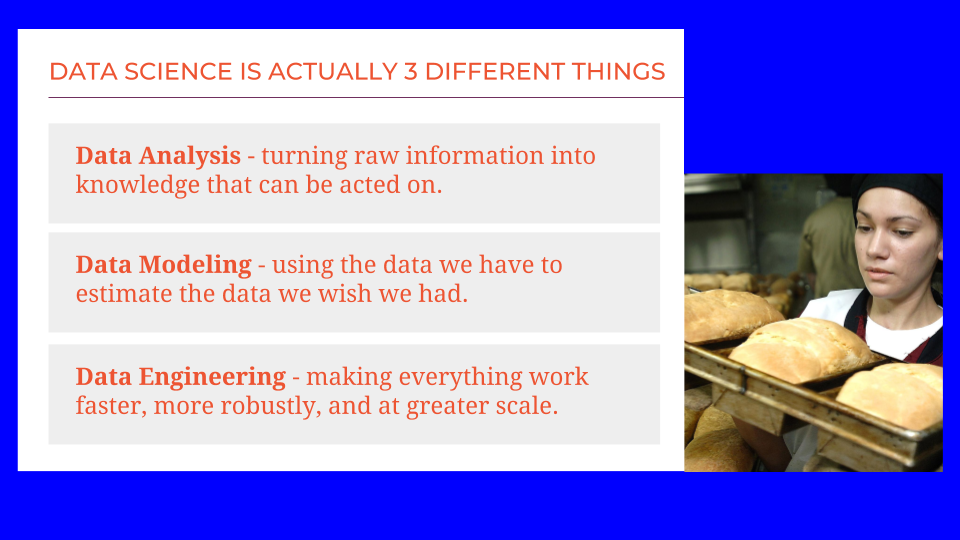 DATA SCIENCE IS ACTUALLY 3 DIFFERENT THINGS
Data Analysis - turning raw information into
knowledge that can be acted on.
Data Modeling - using the data we have to
estimate the data we wish we had.
Data Engineering - making everything work
faster, more robustly, and at greater scale.